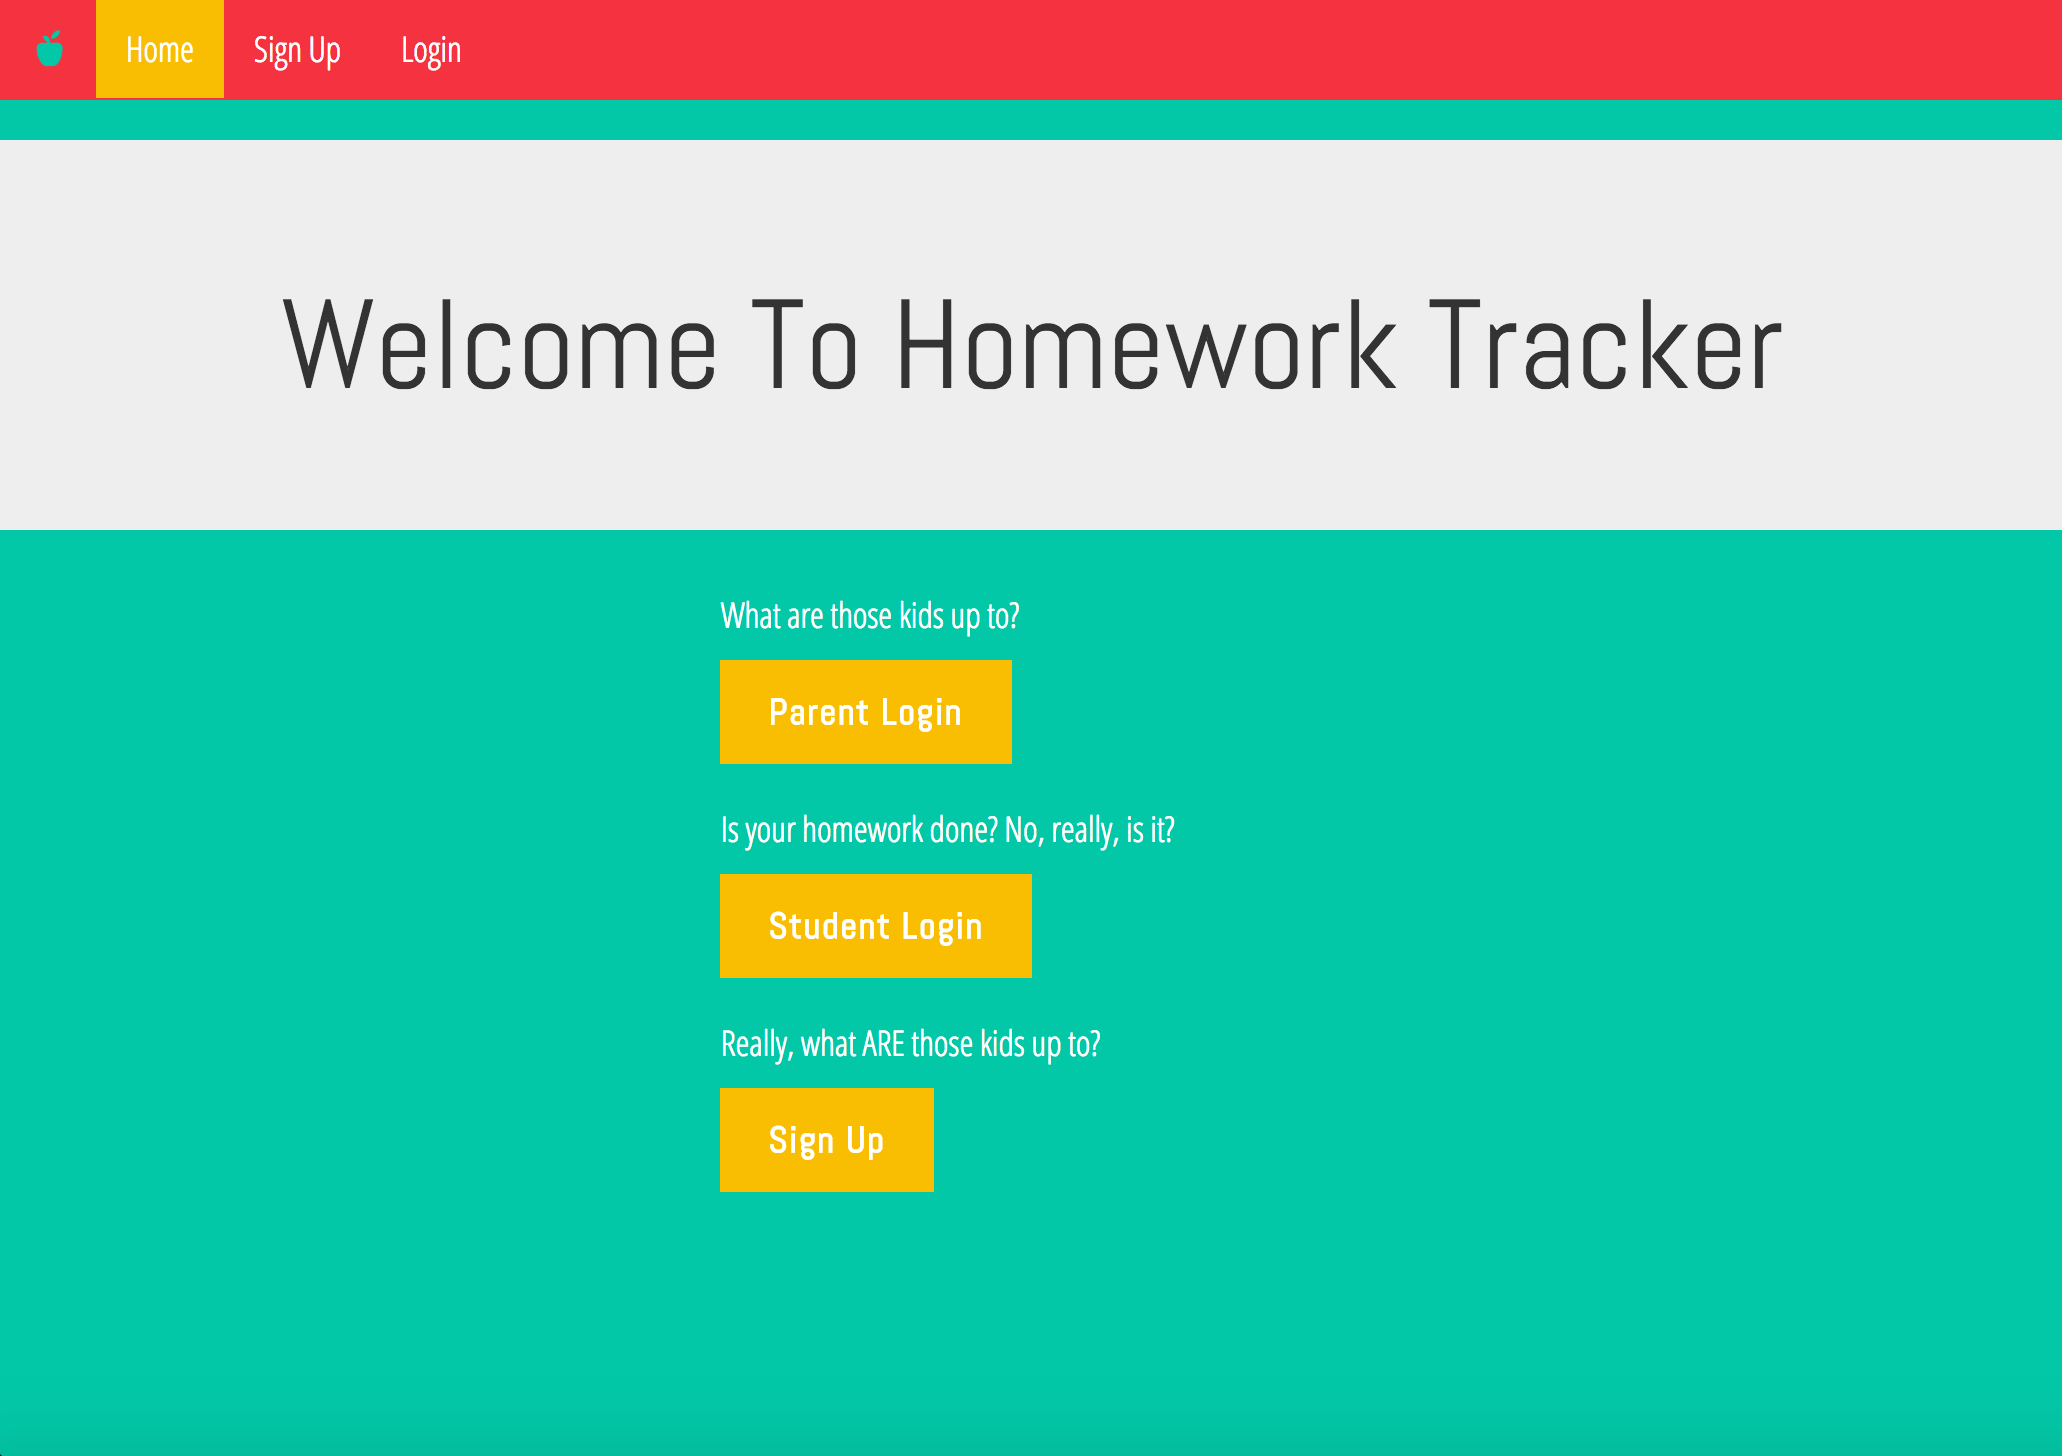 Home Sign Up Login
Welcome To Homework Tracker
What are those kids up to?
Parent Login
Is your homework done? No, really, is it?
Student Login
Really, what ARE those kids up to?
Sign Up